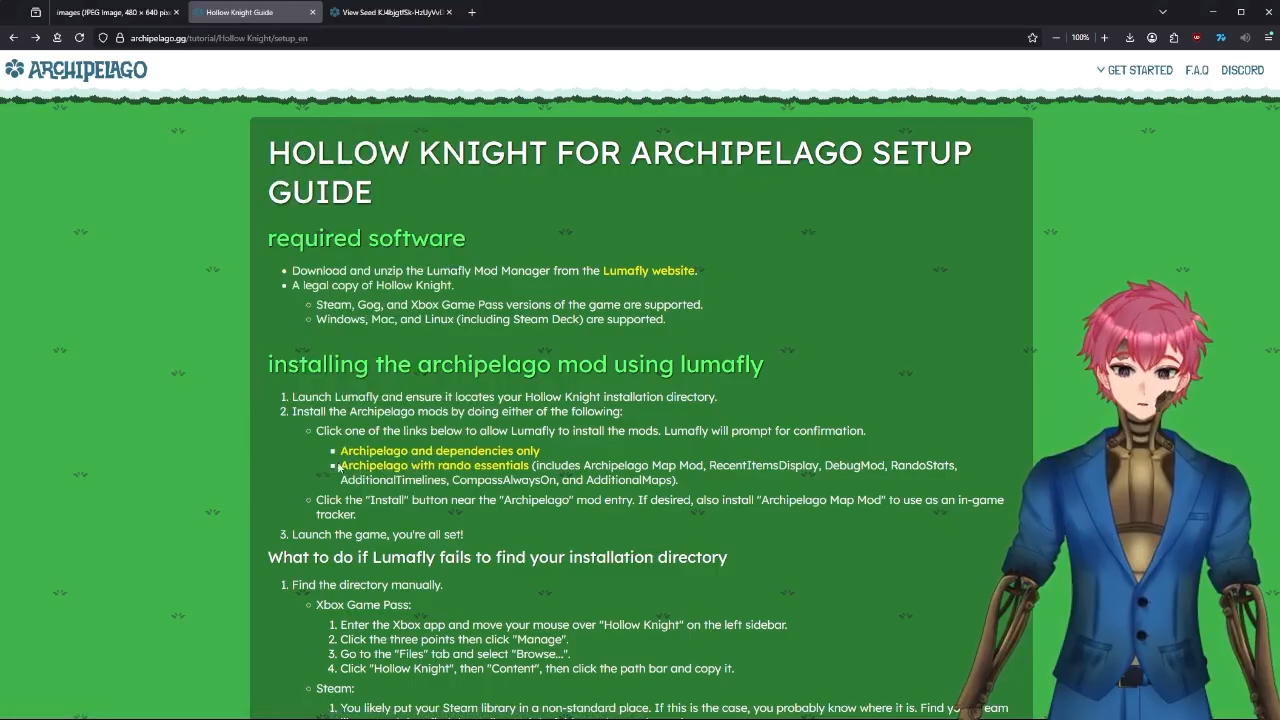 images (JPEG Image, 480 × 640 pix
Hollow Knight Guide
View Seed
archipelago.gg/tutorial/Hollow Knight/setup_en
100%
ARCHIPELAGO
GET STARTED
F.A.Q
DISCORD
HOLLOW KNIGHT FOR ARCHIPELAGO SETUP
GUIDE
required software
Download and unzip the Lumafly Mod Manager from the Lumafly website.
A legal copy of Hollow Knight.
Steam, Gog, and Xbox Game Pass versions of the game are supported.
Windows, Mac, and Linux (including Steam Deck) are supported.
installing the archipelago mod using lumafly
1. Launch Lumafly and ensure it locates your Hollow Knight installation directory.
2. Install the Archipelago mods by doing either of the following:
Click one of the links below to allow Lumafly to install the mods. Lumafly will prompt for confirmation.
Archipelago and dependencies only
Archipelago with rando essentials (includes Archipelago Map Mod, RecentItemsDisplay, DebugMod, RandoStats,
AdditionalTimelines, CompassAlwaysOn, and AdditionalMaps).
Click the "Install" button near the "Archipelago" mod entry. If desired, also install "Archipelago Map Mod" to use as an in-game
tracker.
3. Launch the game, you're all set!
What to do if Lumafly fails to find your installation directory
1. Find the directory manually.
Xbox Game Pass:
1. Enter the Xbox app and move your mouse over "Hollow Knight" on the left sidebar.
2. Click the three points then click "Manage".
3. Go to the "Files" tab and select "Browse...".
4. Click "Hollow Knight", then "Content", then click the path bar and copy it.
Steam:
1. You likely put your Steam library in a non-standard place. If this is the case, you probably know where it is. Find